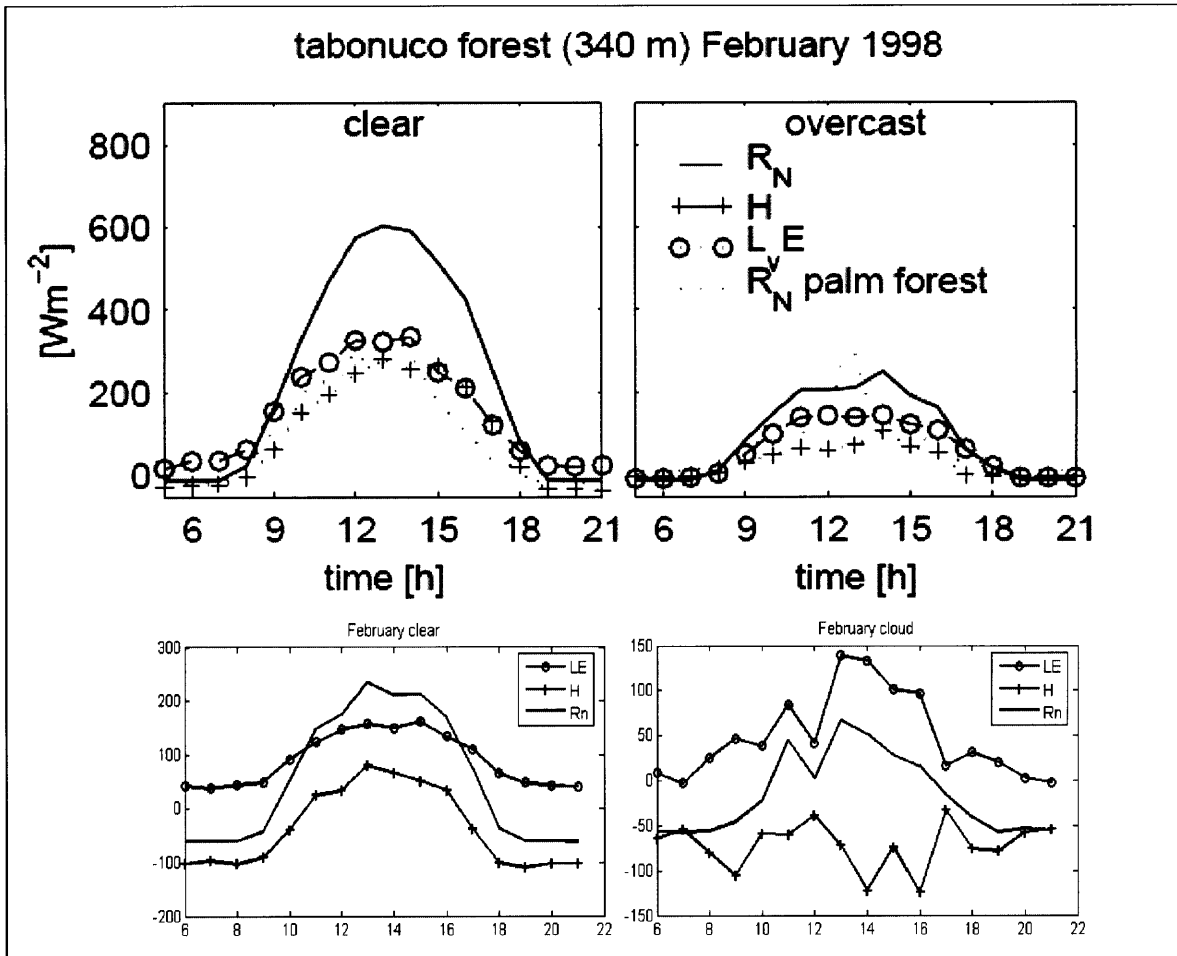 tabonuco forest (340 m) February 1998
clear
800
600
400
200
0
[Wm⁻²]
6 9 12 15 18 21
time [h]
overcast
R_N
H
L_vE
R_N palm forest
6 9 12 15 18 21
time [h]
February clear
300
200
100
0
-100
-200
6 8 10 12 14 16 18 20 22
LE
H
Rn
February cloud
150
100
50
0
-50
-100
-150
6 8 10 12 14 16 18 20 22
LE
H
Rn